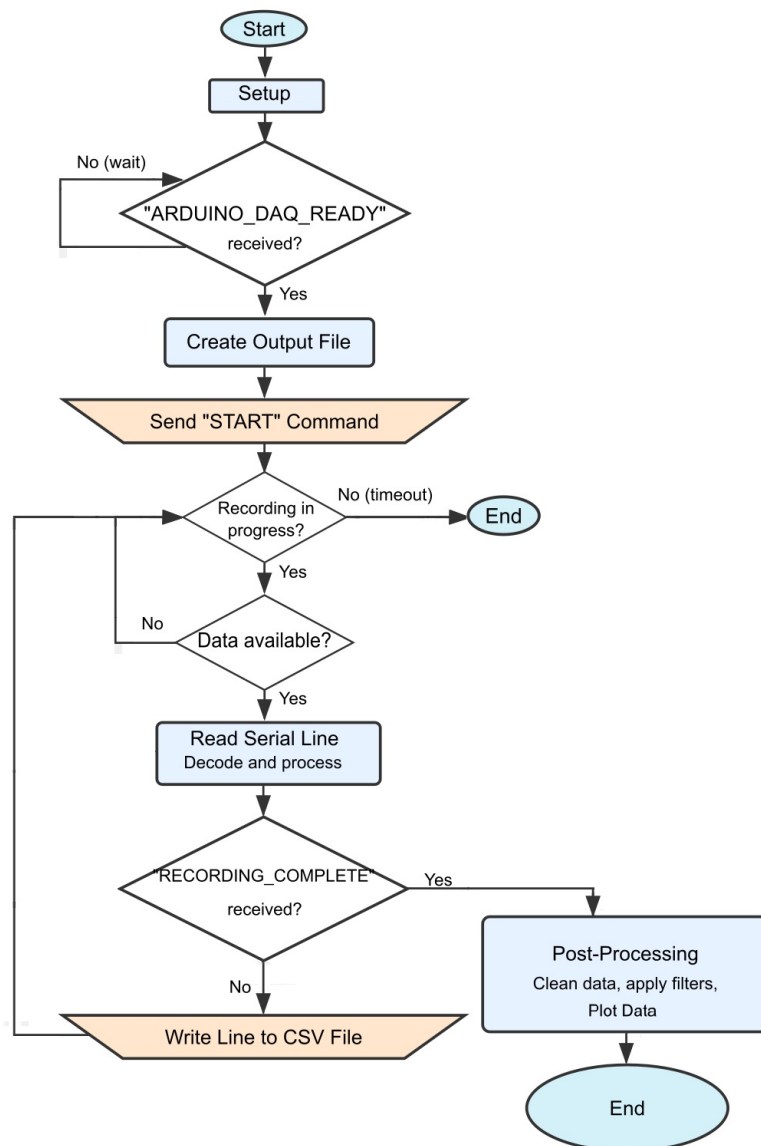 Start
Setup
No (wait)
"ARDUINO_DAQ_READY"
received?
Yes
Create Output File
Send "START" Command
Recording in
progress?
No (timeout)
End
Yes
No
Data available?
Yes
Read Serial Line
Decode and process
"RECORDING_COMPLETE"
received?
Yes
No
Post-Processing
Clean data, apply filters,
Plot Data
Write Line to CSV File
End